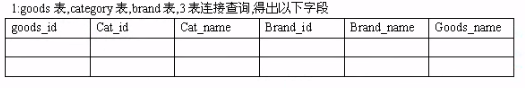 1:goods 表,category 表,brand 表,3 表连接查询,得出以下字段
goods_id Cat_id Cat_name Brand_id Brand_name Goods_name